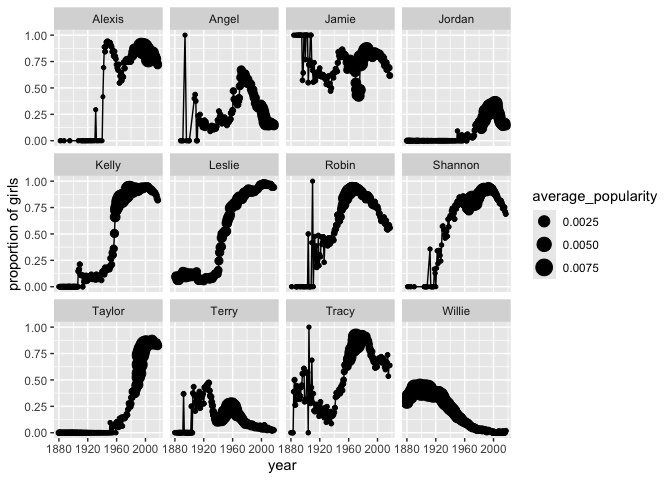 Alexis Angel Jamie Jordan
1.00
0.75
0.50
0.25
0.00
Kelly Leslie Robin Shannon
1.00
0.75
0.50
0.25
0.00
Taylor Terry Tracy Willie
1.00
0.75
0.50
0.25
0.00
1880 1920 1960 2000 1880 1920 1960 2000 1880 1920 1960 2000 1880 1920 1960 2000
year
proportion of girls
average_popularity
0.0025
0.0050
0.0075